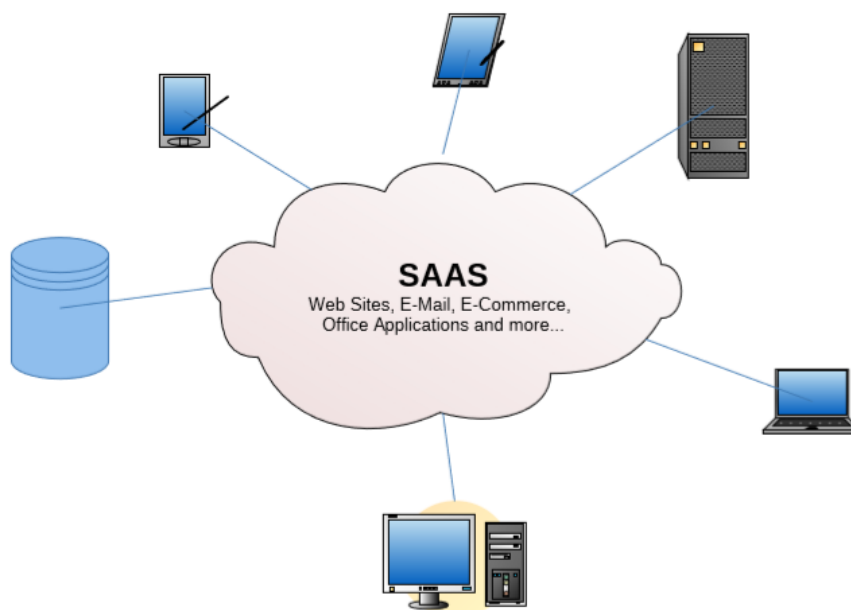 SAAS
Web Sites, E-Mail, E-Commerce,
Office Applications and more...